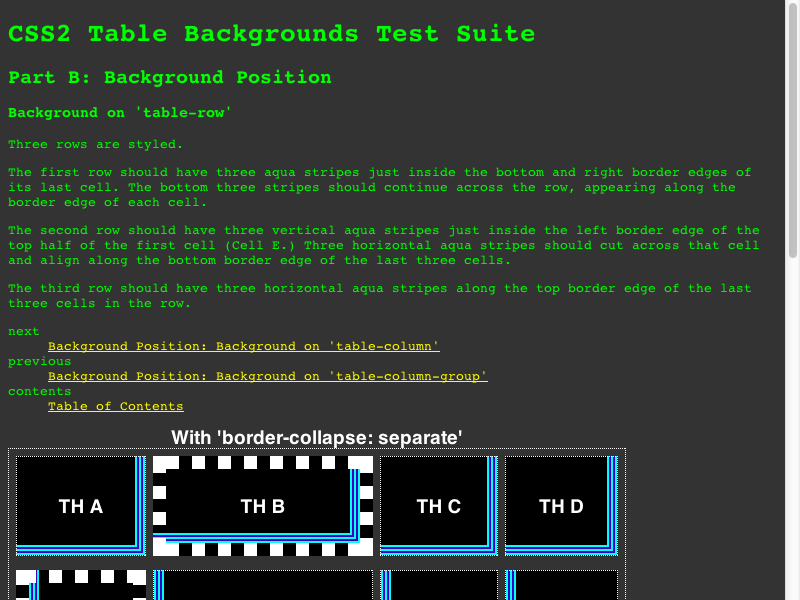 CSS2 Table Backgrounds Test Suite
Part B: Background Position
Background on 'table-row'
Three rows are styled.
The first row should have three aqua stripes just inside the bottom and right border edges of
its last cell. The bottom three stripes should continue across the row, appearing along the
border edge of each cell.
The second row should have three vertical aqua stripes just inside the left border edge of the
top half of the first cell (Cell E.) Three horizontal aqua stripes should cut across that cell
and align along the bottom border edge of the last three cells.
The third row should have three horizontal aqua stripes along the top border edge of the last
three cells in the row.
next
Background Position: Background on 'table-column'
previous
Background Position: Background on 'table-column-group'
contents
Table of Contents
With 'border-collapse: separate'
TH A TH B TH C TH D